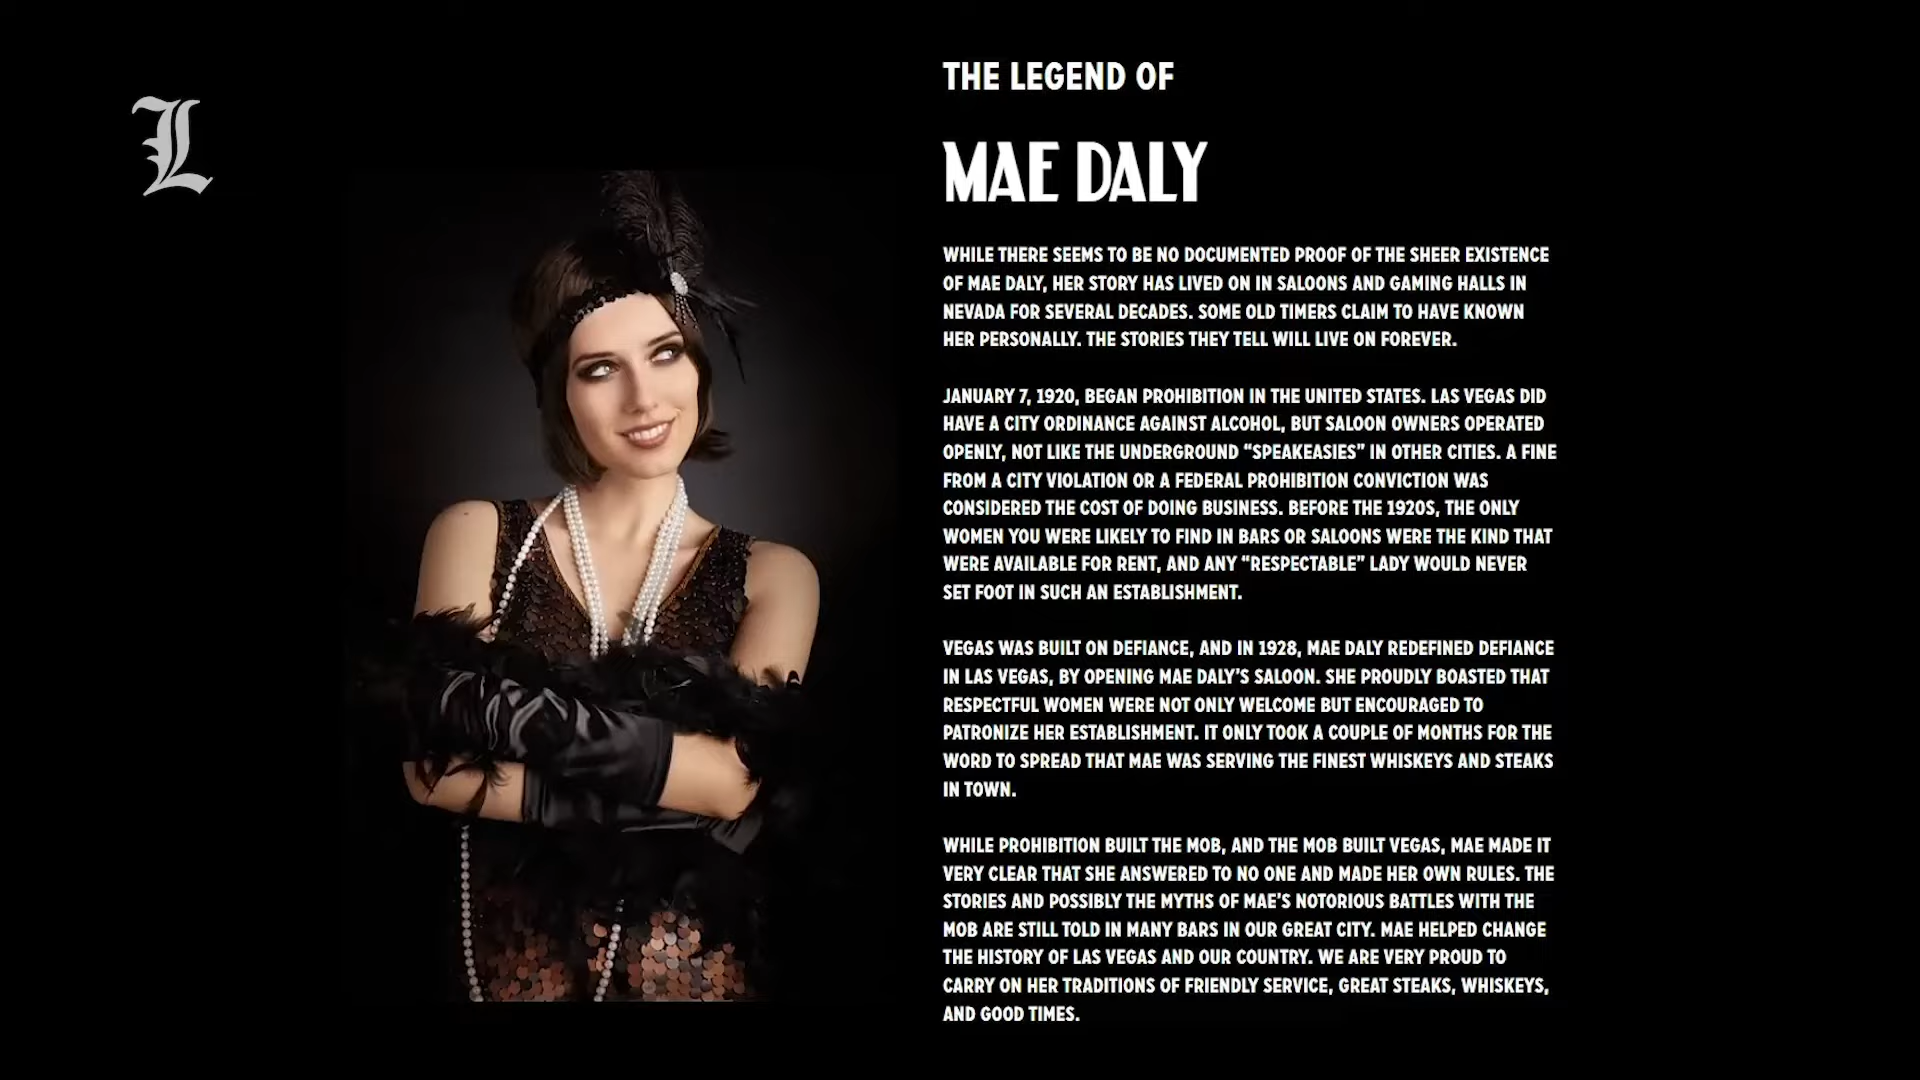 L
THE LEGEND OF
MAE DALY
WHILE THERE SEEMS TO BE NO DOCUMENTED PROOF OF THE SHEER EXISTENCE
OF MAE DALY, HER STORY HAS LIVED ON IN SALOONS AND GAMING HALLS IN
NEVADA FOR SEVERAL DECADES. SOME OLD TIMERS CLAIM TO HAVE KNOWN
HER PERSONALLY. THE STORIES THEY TELL WILL LIVE ON FOREVER.
JANUARY 7, 1920, BEGAN PROHIBITION IN THE UNITED STATES. LAS VEGAS DID
HAVE A CITY ORDINANCE AGAINST ALCOHOL, BUT SALOON OWNERS OPERATED
OPENLY, NOT LIKE THE UNDERGROUND “SPEAKEASIES” IN OTHER CITIES. A FINE
FROM A CITY VIOLATION OR A FEDERAL PROHIBITION CONVICTION WAS
CONSIDERED THE COST OF DOING BUSINESS. BEFORE THE 1920S, THE ONLY
WOMEN YOU WERE LIKELY TO FIND IN BARS OR SALOONS WERE THE KIND THAT
WERE AVAILABLE FOR RENT, AND ANY “RESPECTABLE” LADY WOULD NEVER
SET FOOT IN SUCH AN ESTABLISHMENT.
VEGAS WAS BUILT ON DEFIANCE, AND IN 1928, MAE DALY REDEFINED DEFIANCE
IN LAS VEGAS, BY OPENING MAE DALY’S SALOON. SHE PROUDLY BOASTED THAT
RESPECTFUL WOMEN WERE NOT ONLY WELCOME BUT ENCOURAGED TO
PATRONIZE HER ESTABLISHMENT. IT ONLY TOOK A COUPLE OF MONTHS FOR THE
WORD TO SPREAD THAT MAE WAS SERVING THE FINEST WHISKEYS AND STEAKS
IN TOWN.
WHILE PROHIBITION BUILT THE MOB, AND THE MOB BUILT VEGAS, MAE MADE IT
VERY CLEAR THAT SHE ANSWERED TO NO ONE AND MADE HER OWN RULES. THE
STORIES AND POSSIBLY THE MYTHS OF MAE’S NOTORIOUS BATTLES WITH THE
MOB ARE STILL TOLD IN MANY BARS IN OUR GREAT CITY. MAE HELPED CHANGE
THE HISTORY OF LAS VEGAS AND OUR COUNTRY. WE ARE VERY PROUD TO
CARRY ON HER TRADITIONS OF FRIENDLY SERVICE, GREAT STEAKS, WHISKEYS,
AND GOOD TIMES.